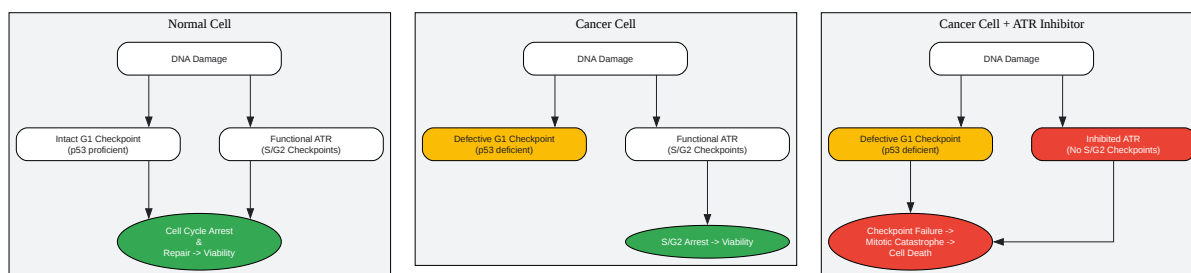 Normal Cell
DNA Damage
Intact G1 Checkpoint
(p53 proficient)
Functional ATR
(S/G2 Checkpoints)
Cell Cycle Arrest
&
Repair -> Viability
Cancer Cell
DNA Damage
Defective G1 Checkpoint
(p53 deficient)
Functional ATR
(S/G2 Checkpoints)
S/G2 Arrest -> Viability
Cancer Cell + ATR Inhibitor
DNA Damage
Defective G1 Checkpoint
(p53 deficient)
Inhibited ATR
(No S/G2 Checkpoints)
Checkpoint Failure ->
Mitotic Catastrophe ->
Cell Death